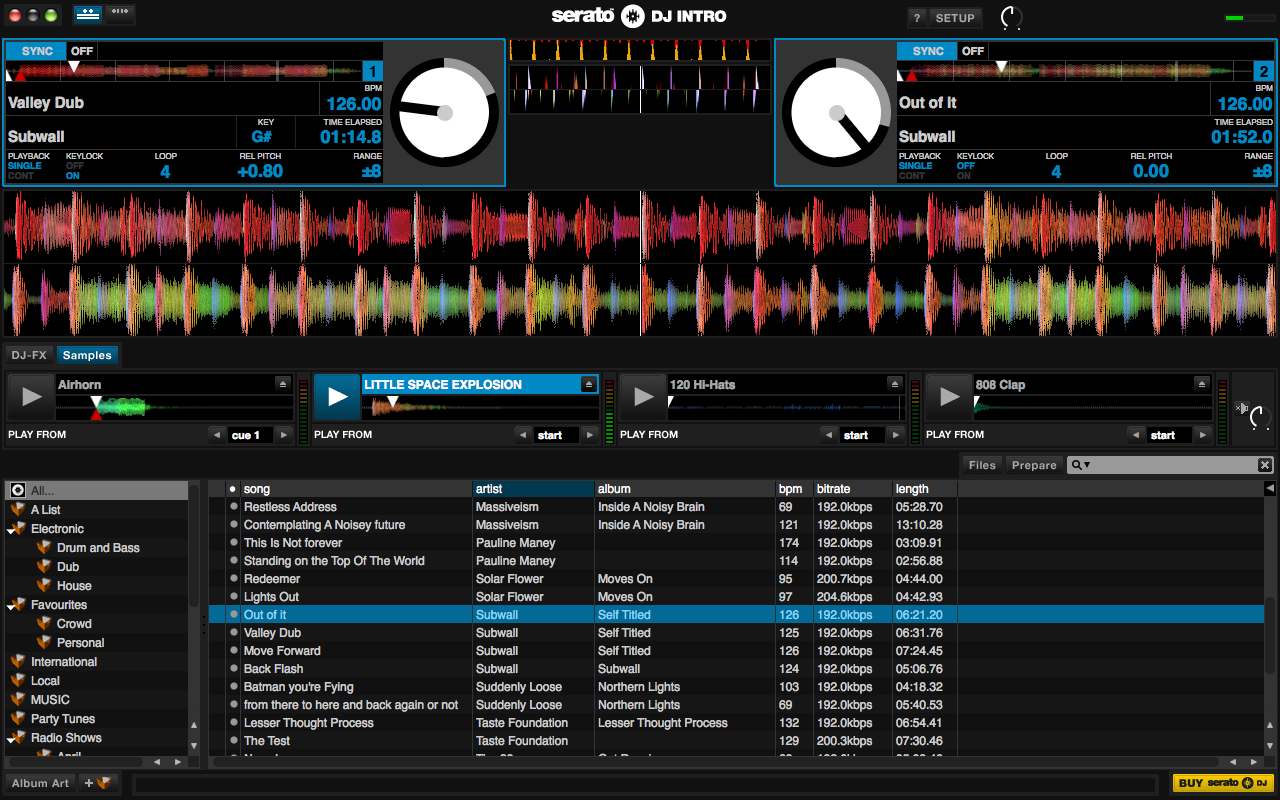 serato DJ INTRO
? SETUP
SYNC OFF
1
BPM
Valley Dub 126.00
KEY TIME ELAPSED
Subwall G# 01:14.8
PLAYBACK KEYLOCK LOOP REL PITCH RANGE
SINGLE OFF 4 +0.80 ±8
CONT ON
SYNC OFF
2
BPM
Out of It 126.00
TIME ELAPSED
Subwall 01:52.0
PLAYBACK KEYLOCK LOOP REL PITCH RANGE
SINGLE OFF 4 0.00 ±8
CONT ON
DJ-FX Samples
Airhorn LITTLE SPACE EXPLOSION 120 Hi-Hats 808 Clap
PLAY FROM cue 1 PLAY FROM start PLAY FROM start PLAY FROM start
Files Prepare
All...
A List
Electronic
Drum and Bass
Dub
House
Favourites
Crowd
Personal
International
Local
MUSIC
Party Tunes
Radio Shows
song artist album bpm bitrate length
Restless Address Massiveism Inside A Noisy Brain 69 192.0kbps 05:28.70
Contemplating A Noisey future Massiveism Inside A Noisy Brain 121 192.0kbps 13:10.28
This Is Not forever Pauline Maney 174 192.0kbps 03:09.91
Standing on the Top Of The World Pauline Maney 114 192.0kbps 02:56.88
Redeemer Solar Flower Moves On 95 200.7kbps 04:44.00
Lights Out Solar Flower Moves On 97 204.6kbps 04:42.93
Out of It Subwall Self Titled 126 192.0kbps 06:21.20
Valley Dub Subwall Self Titled 125 192.0kbps 06:31.76
Move Forward Subwall Self Titled 126 192.0kbps 07:24.45
Back Flash Subwall Subwall 124 192.0kbps 05:06.76
Batman you're Fying Suddenly Loose Northern Lights 103 192.0kbps 04:18.32
from there to here and back again or not Suddenly Loose Northern Lights 69 192.0kbps 05:40.53
Lesser Thought Process Taste Foundation Lesser Thought Process 132 192.0kbps 06:54.41
The Test Taste Foundation 129 200.3kbps 07:30.46
Album Art +
BUY serato DJ